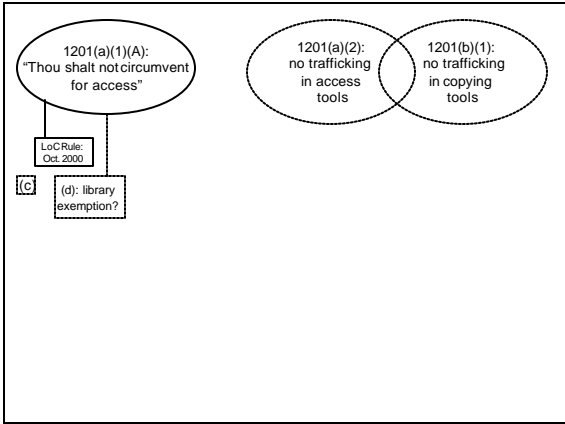 1201(a)(1)(A):
“Thou shalt not circumvent
for access”
1201(a)(2):
no trafficking
in access
tools
1201(b)(1):
no trafficking
in copying
tools
LoC Rule:
Oct. 2000
(c)
(d): library
exemption?